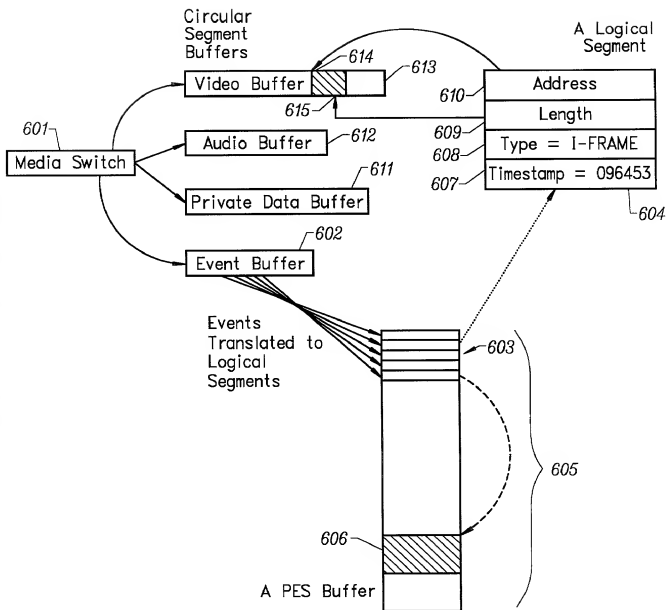 Circular
Segment
Buffers
614
613
Video Buffer
615
A Logical
Segment
610
Address
609
Length
608
Type = I-FRAME
607
Timestamp = 096453
604
601
Media Switch
Audio Buffer
612
611
Private Data Buffer
602
Event Buffer
Events
Translated to
Logical
Segments
603
605
606
A PES Buffer